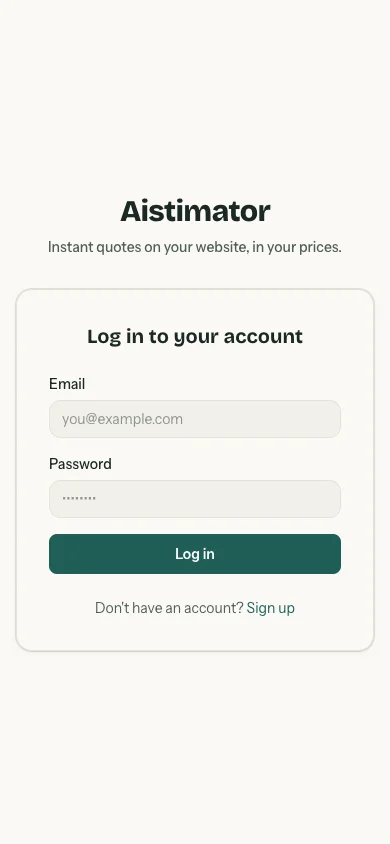 Aistimator
Instant quotes on your website, in your prices.
Log in to your account
Email
you@example.com
Password
••••••••
Log in
Don't have an account? Sign up